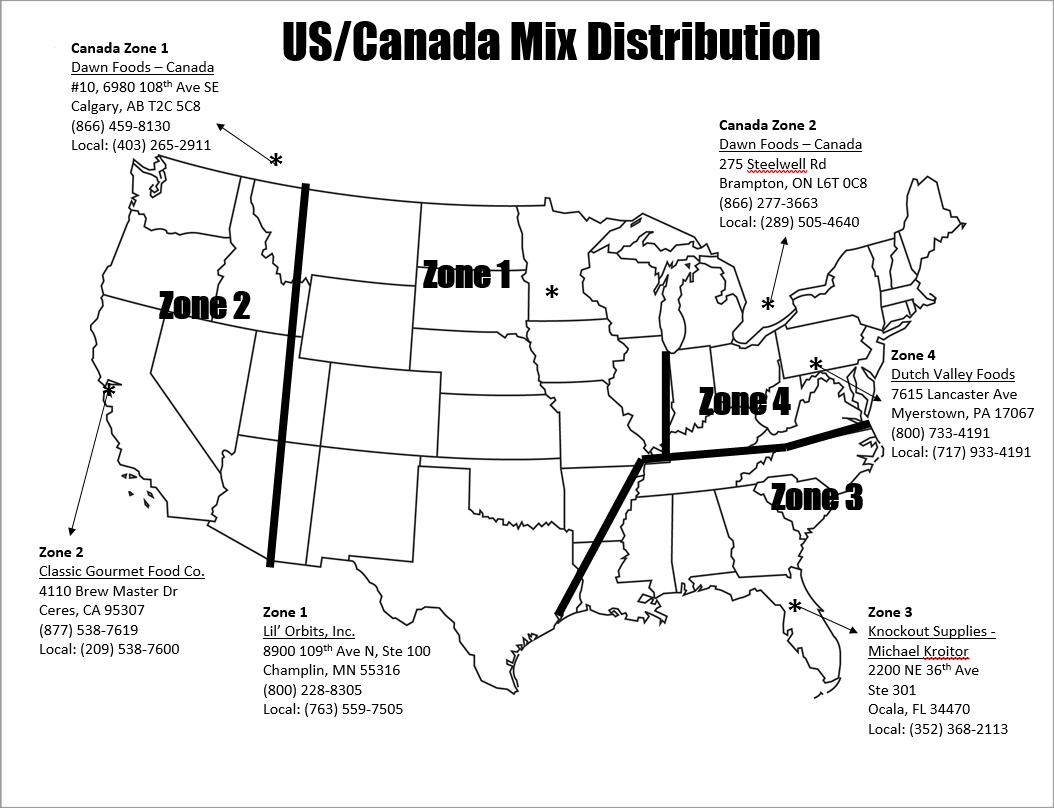 US/Canada Mix Distribution
Canada Zone 1
Dawn Foods – Canada
#10, 6980 108th Ave SE
Calgary, AB T2C 5C8
(866) 459-8130
Local: (403) 265-2911
*
Canada Zone 2
Dawn Foods – Canada
275 Steelwell Rd
Brampton, ON L6T 0C8
(866) 277-3663
Local: (289) 505-4640
*
Zone 1
*
Zone 2
*
Zone 4
*
Zone 4
Dutch Valley Foods
7615 Lancaster Ave
Myerstown, PA 17067
(800) 733-4191
Local: (717) 933-4191
Zone 3
*
Zone 2
Classic Gourmet Food Co.
4110 Brew Master Dr
Ceres, CA 95307
(877) 538-7619
Local: (209) 538-7600
Zone 1
Lil’ Orbits, Inc.
8900 109th Ave N, Ste 100
Champlin, MN 55316
(800) 228-8305
Local: (763) 559-7505
Zone 3
Knockout Supplies -
Michael Kroitor
2200 NE 36th Ave
Ste 301
Ocala, FL 34470
Local: (352) 368-2113